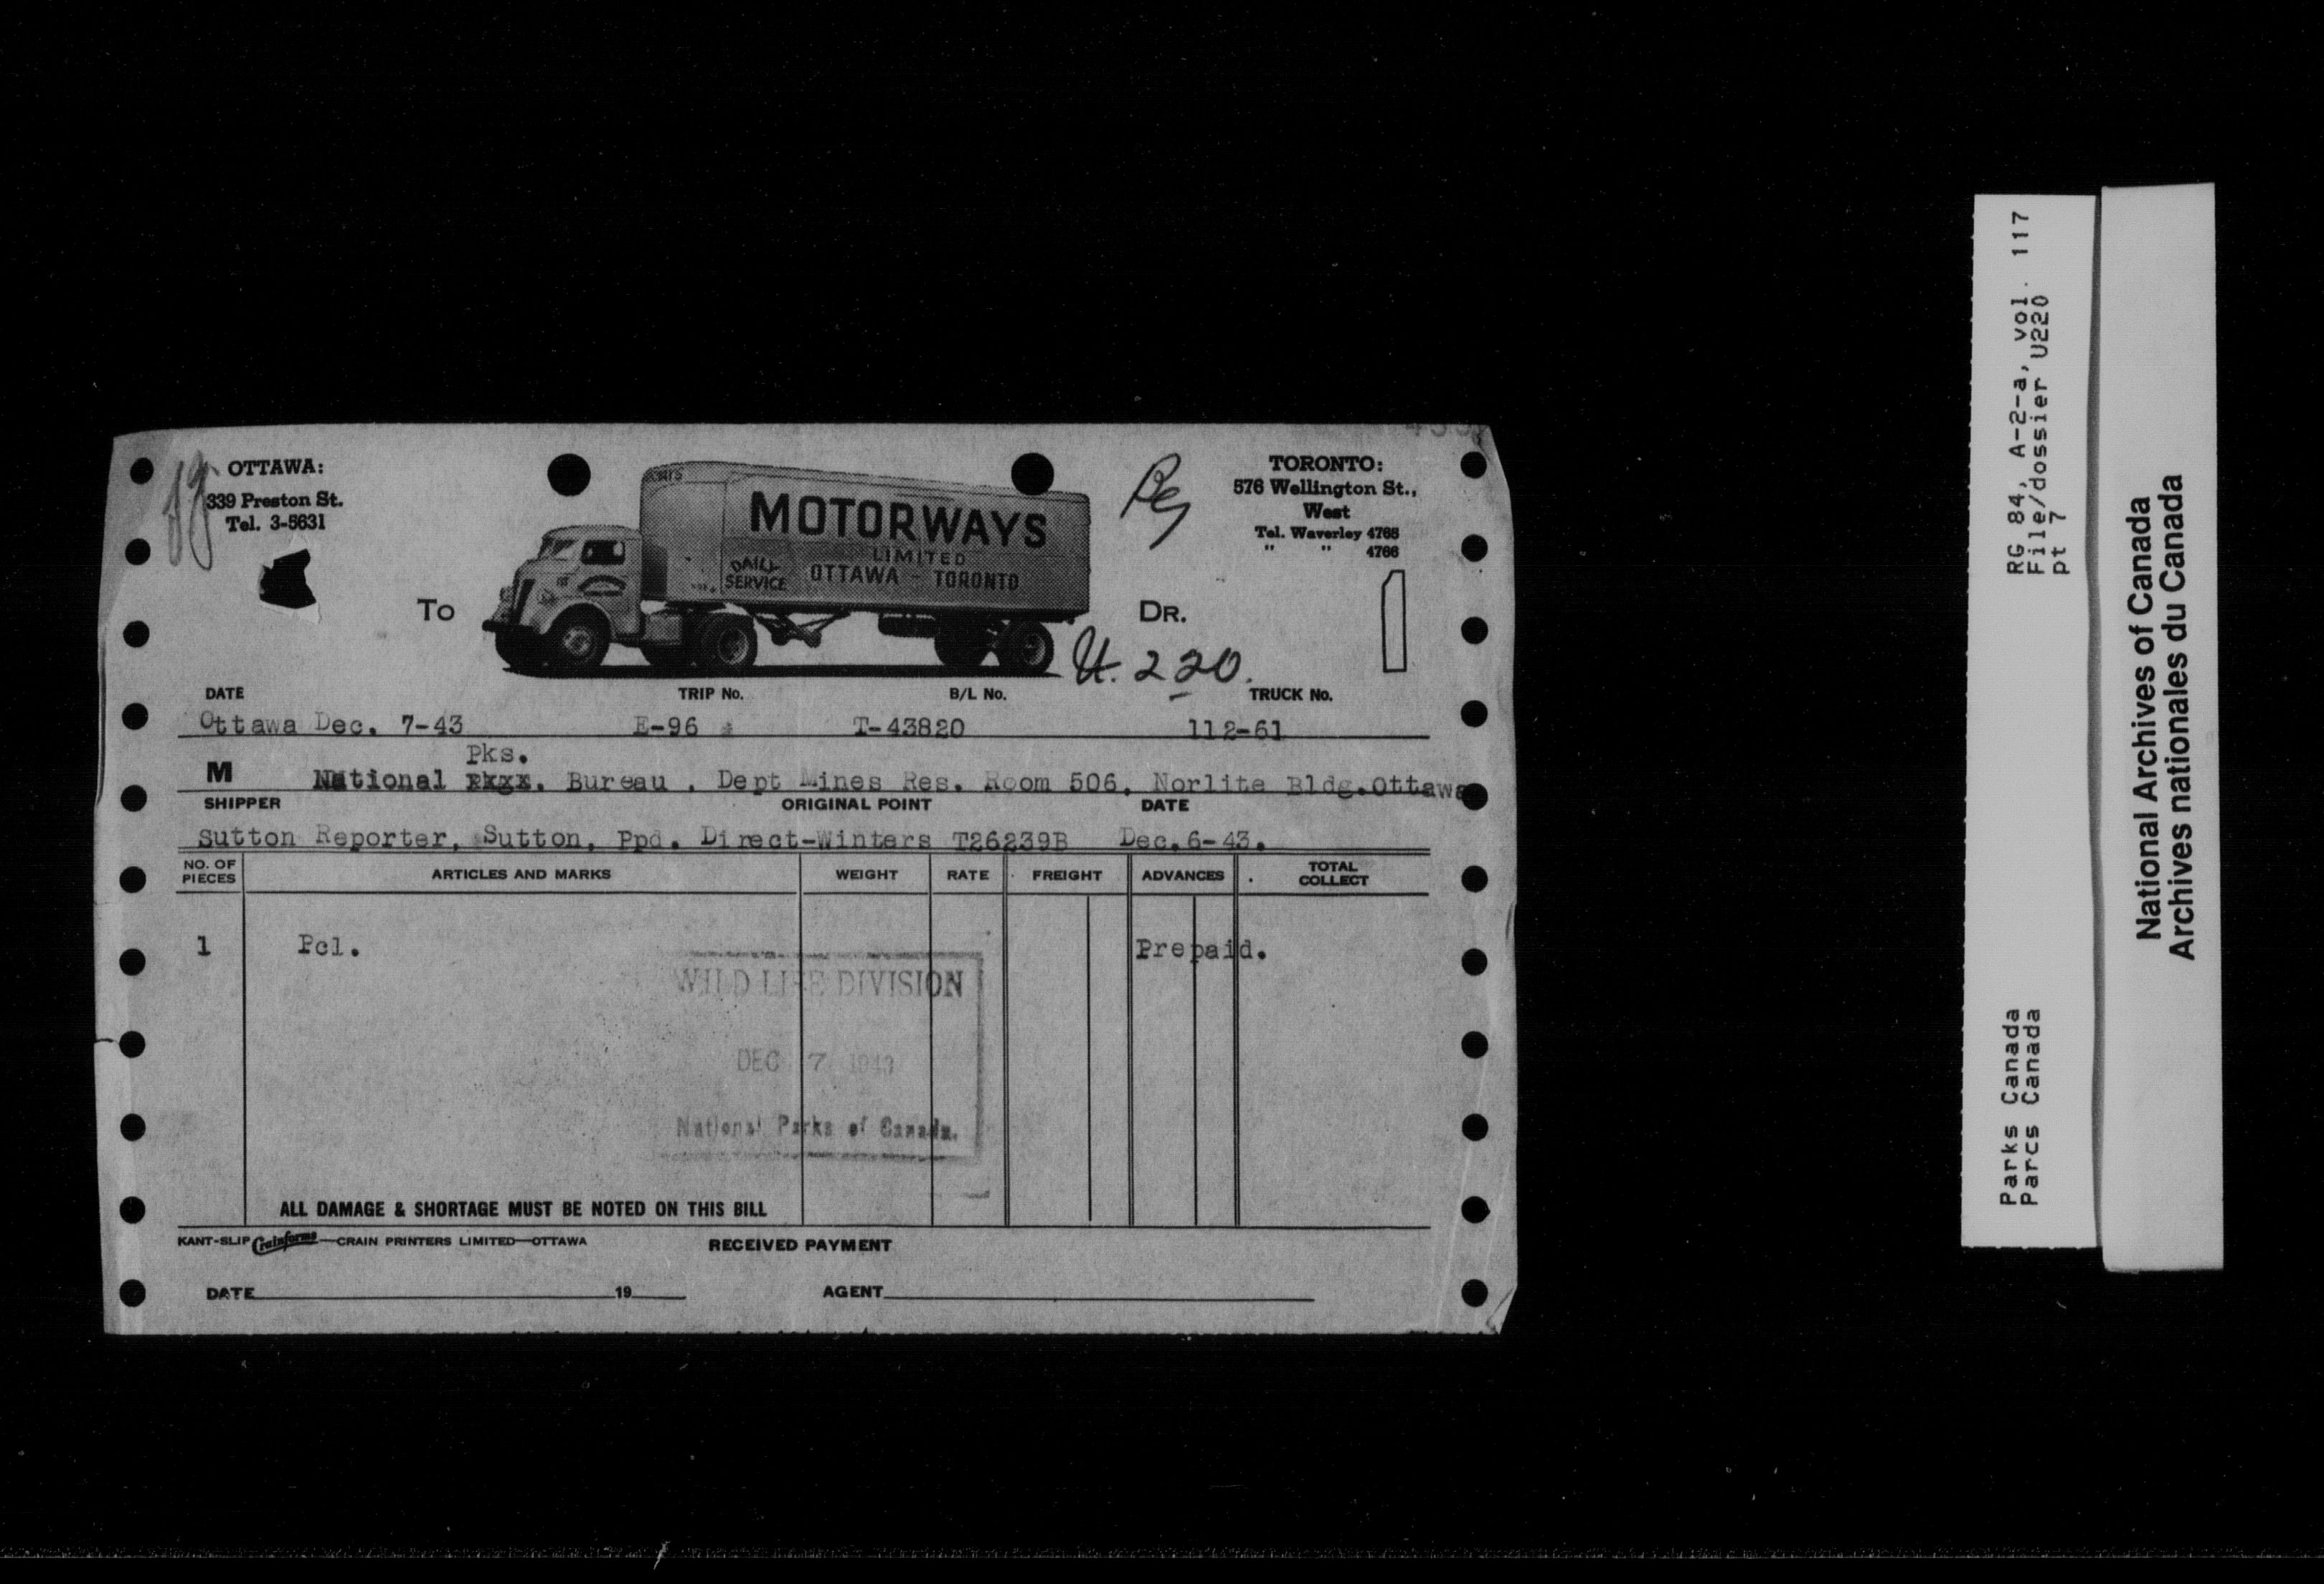 OTTAWA:
339 Preston St.
Tel. 3-5631
MOTORWAYS
LIMITED
DAILY
SERVICE
OTTAWA - TORONTO
TORONTO:
576 Wellington St.,
West
Tel. Waverley 4765
" " 4766
To
DR.
1
U. 220.
DATE TRIP No. B/L No. TRUCK No.
Ottawa Dec. 7-43 E-96 T-43820 112-61
Pks.
M National Bureau . Dept Mines Res. Room 506, Norlite Bldg.Ottawa
SHIPPER ORIGINAL POINT DATE
Sutton Reporter, Sutton, Ppd. Direct-Winters T26239B Dec.6-43.
NO. OF PIECES ARTICLES AND MARKS WEIGHT RATE FREIGHT ADVANCES TOTAL COLLECT
1 Pcl. Prepaid.
WILD LIFE DIVISION
DEC 7 1943
National Parks of Canada.
ALL DAMAGE & SHORTAGE MUST BE NOTED ON THIS BILL
KANT-SLIP Crainforms—CRAIN PRINTERS LIMITED—OTTAWA RECEIVED PAYMENT
DATE 19 AGENT
RG 84, A-2-a, vol. 117
File/dossier U220
pt 7
Parks Canada
Parcs Canada
National Archives of Canada
Archives nationales du Canada